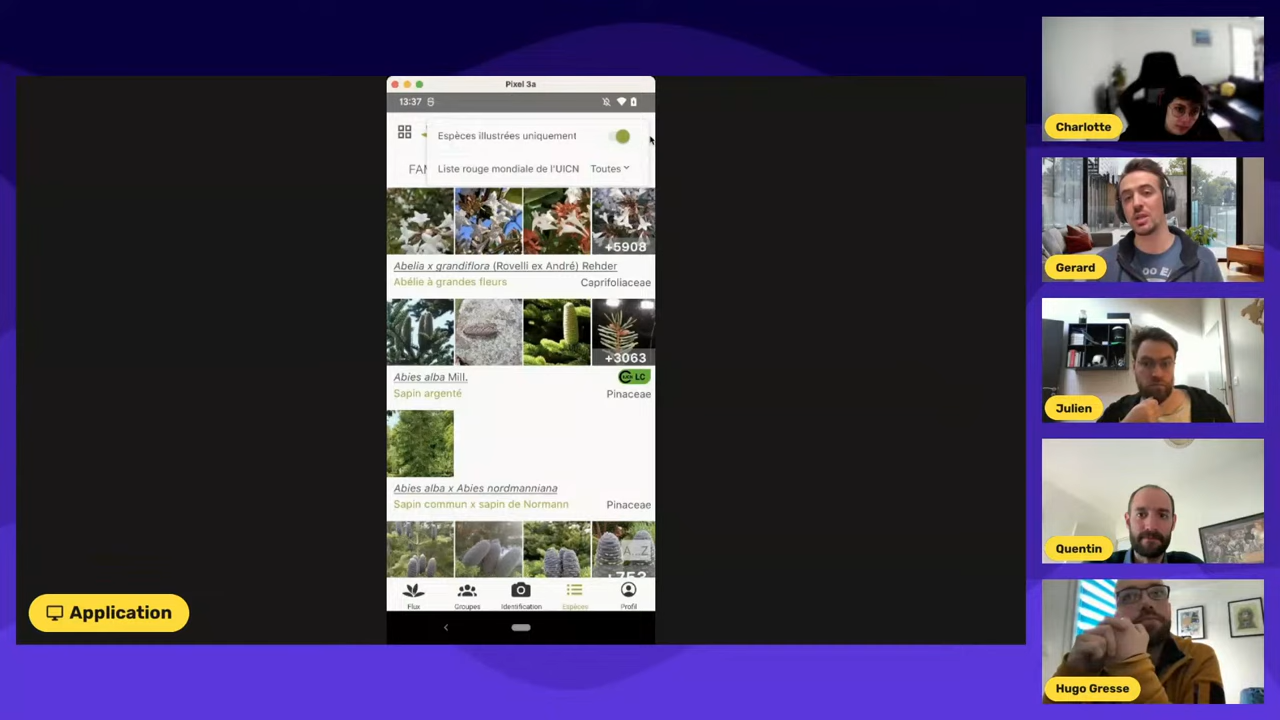 Pixel 3a
13:37
Espèces illustrées uniquement
FAM
Liste rouge mondiale de l'UICN Toutes
+5908
Abelia x grandiflora (Rovelli ex André) Rehder
Abélie à grandes fleurs Caprifoliaceae
+3063
Abies alba Mill.
LC
Sapin argenté Pinaceae
Abies alba x Abies nordmanniana
Sapin commun x sapin de Normann Pinaceae
A...Z
+753
Flux Groupes Identification Espèces Profil
Application
Charlotte
Gerard
Julien
Quentin
Hugo Gresse